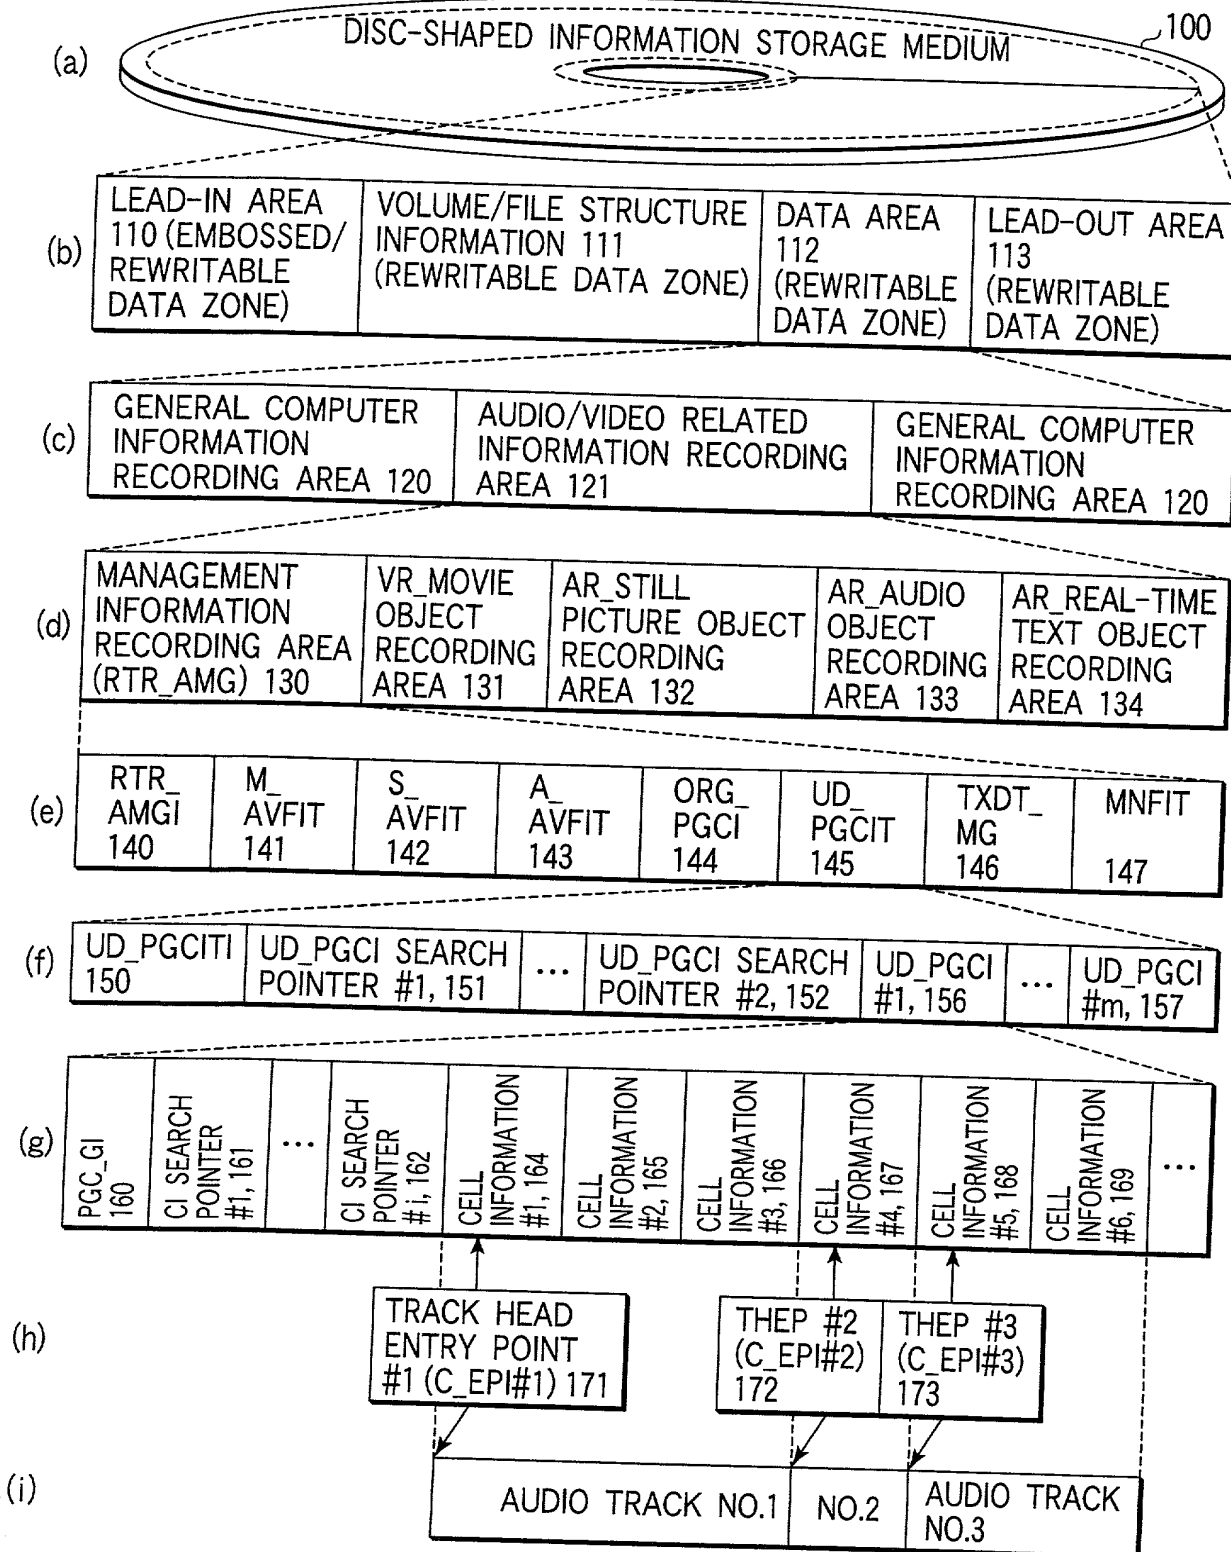 (a)
DISC-SHAPED INFORMATION STORAGE MEDIUM
100
(b)
LEAD-IN AREA
110 (EMBOSSED/
REWRITABLE
DATA ZONE)
VOLUME/FILE STRUCTURE
INFORMATION 111
(REWRITABLE DATA ZONE)
DATA AREA
112
(REWRITABLE
DATA ZONE)
LEAD-OUT AREA
113
(REWRITABLE
DATA ZONE)
(c)
GENERAL COMPUTER
INFORMATION
RECORDING AREA 120
AUDIO/VIDEO RELATED
INFORMATION RECORDING
AREA 121
GENERAL COMPUTER
INFORMATION
RECORDING AREA 120
(d)
MANAGEMENT
INFORMATION
RECORDING AREA
(RTR_AMG) 130
VR_MOVIE
OBJECT
RECORDING
AREA 131
AR_STILL
PICTURE OBJECT
RECORDING
AREA 132
AR_AUDIO
OBJECT
RECORDING
AREA 133
AR_REAL-TIME
TEXT OBJECT
RECORDING
AREA 134
(e)
RTR_
AMGI
140
M_
AVFIT
141
S_
AVFIT
142
A_
AVFIT
143
ORG_
PGCI
144
UD_
PGCIT
145
TXDT_
MG
146
MNFIT
147
(f)
UD_PGCITI
150
UD_PGCI SEARCH
POINTER #1, 151
...
UD_PGCI SEARCH
POINTER #2, 152
UD_PGCI
#1, 156
...
UD_PGCI
#m, 157
(g)
PGC_GI
160
CI SEARCH
POINTER
#1, 161
...
CI SEARCH
POINTER
# i, 162
CELL
INFORMATION
#1, 164
CELL
INFORMATION
#2, 165
CELL
INFORMATION
#3, 166
CELL
INFORMATION
#4, 167
CELL
INFORMATION
#5, 168
CELL
INFORMATION
#6, 169
...
(h)
TRACK HEAD
ENTRY POINT
#1 (C_EPI#1) 171
THEP #2
(C_EPI#2)
172
THEP #3
(C_EPI#3)
173
(i)
AUDIO TRACK NO.1
NO.2
AUDIO TRACK
NO.3